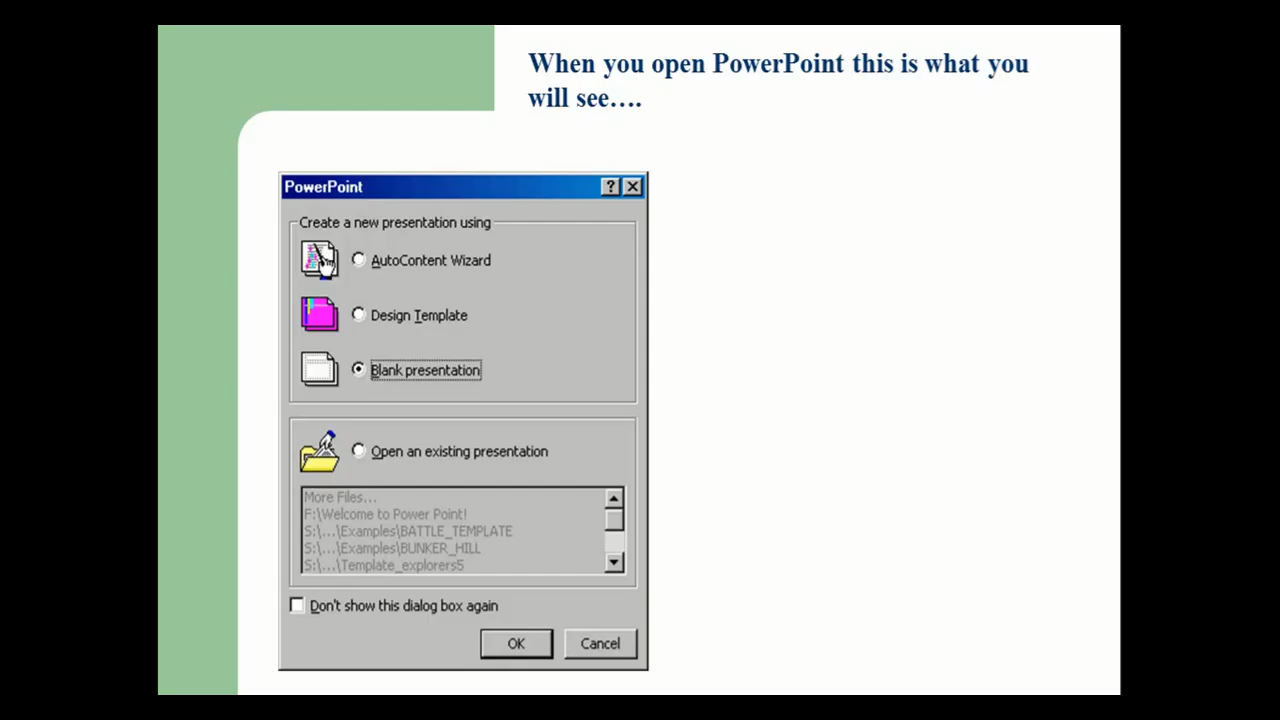 When you open PowerPoint this is what you
will see….
PowerPoint
Create a new presentation using
AutoContent Wizard
Design Template
Blank presentation
Open an existing presentation
More Files...
F:\Welcome to Power Point!
S:\...\Examples\BATTLE_TEMPLATE
S:\...\Examples\BUNKER_HILL
S:\...\Template_explorers5
Don't show this dialog box again
OK Cancel